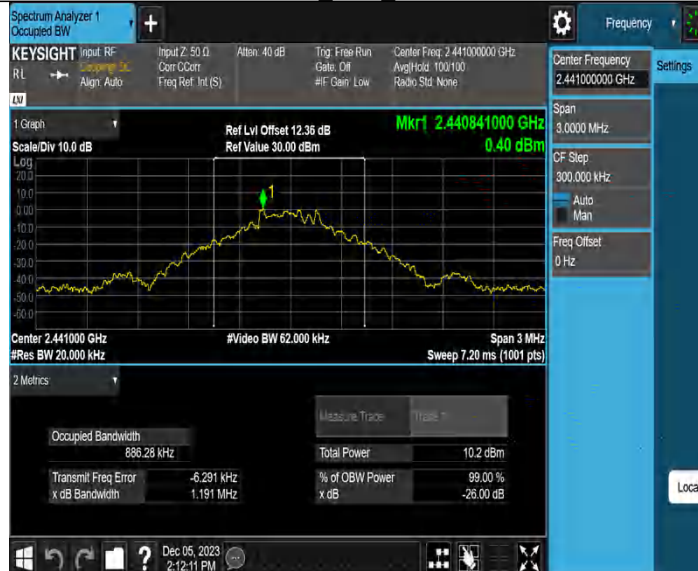 Spectrum Analyzer 1
Occupied BW
+
Frequency
KEYSIGHT Input: RF
RL
Coupling: DC
Align: Auto
Input Z: 50 Ω
Corr CCorr
Freq Ref: Int (S)
Atten: 40 dB
Trig: Free Run
Gate: Off
#IF Gain: Low
Center Freq: 2.441000000 GHz
Avg|Hold: 100/100
Radio Std: None
LXI
Center Frequency
2.441000000 GHz
Settings
Span
3.0000 MHz
CF Step
300.000 kHz
Auto
Man
Freq Offset
0 Hz
1 Graph
Scale/Div 10.0 dB
Ref Lvl Offset 12.36 dB
Ref Value 30.00 dBm
Mkr1 2.440841000 GHz
0.40 dBm
Log
20.0
10.0
0.00
-10.0
-20.0
-30.0
-40.0
-50.0
-60.0
1
Center 2.441000 GHz
#Res BW 20.000 kHz
#Video BW 62.000 kHz
Span 3 MHz
Sweep 7.20 ms (1001 pts)
2 Metrics
Measure Trace Trace 1
Occupied Bandwidth
886.28 kHz
Total Power 10.2 dBm
Transmit Freq Error -6.291 kHz
% of OBW Power 99.00 %
x dB Bandwidth 1.191 MHz
x dB -26.00 dB
Loca
?
Dec 05, 2023
2:12:11 PM